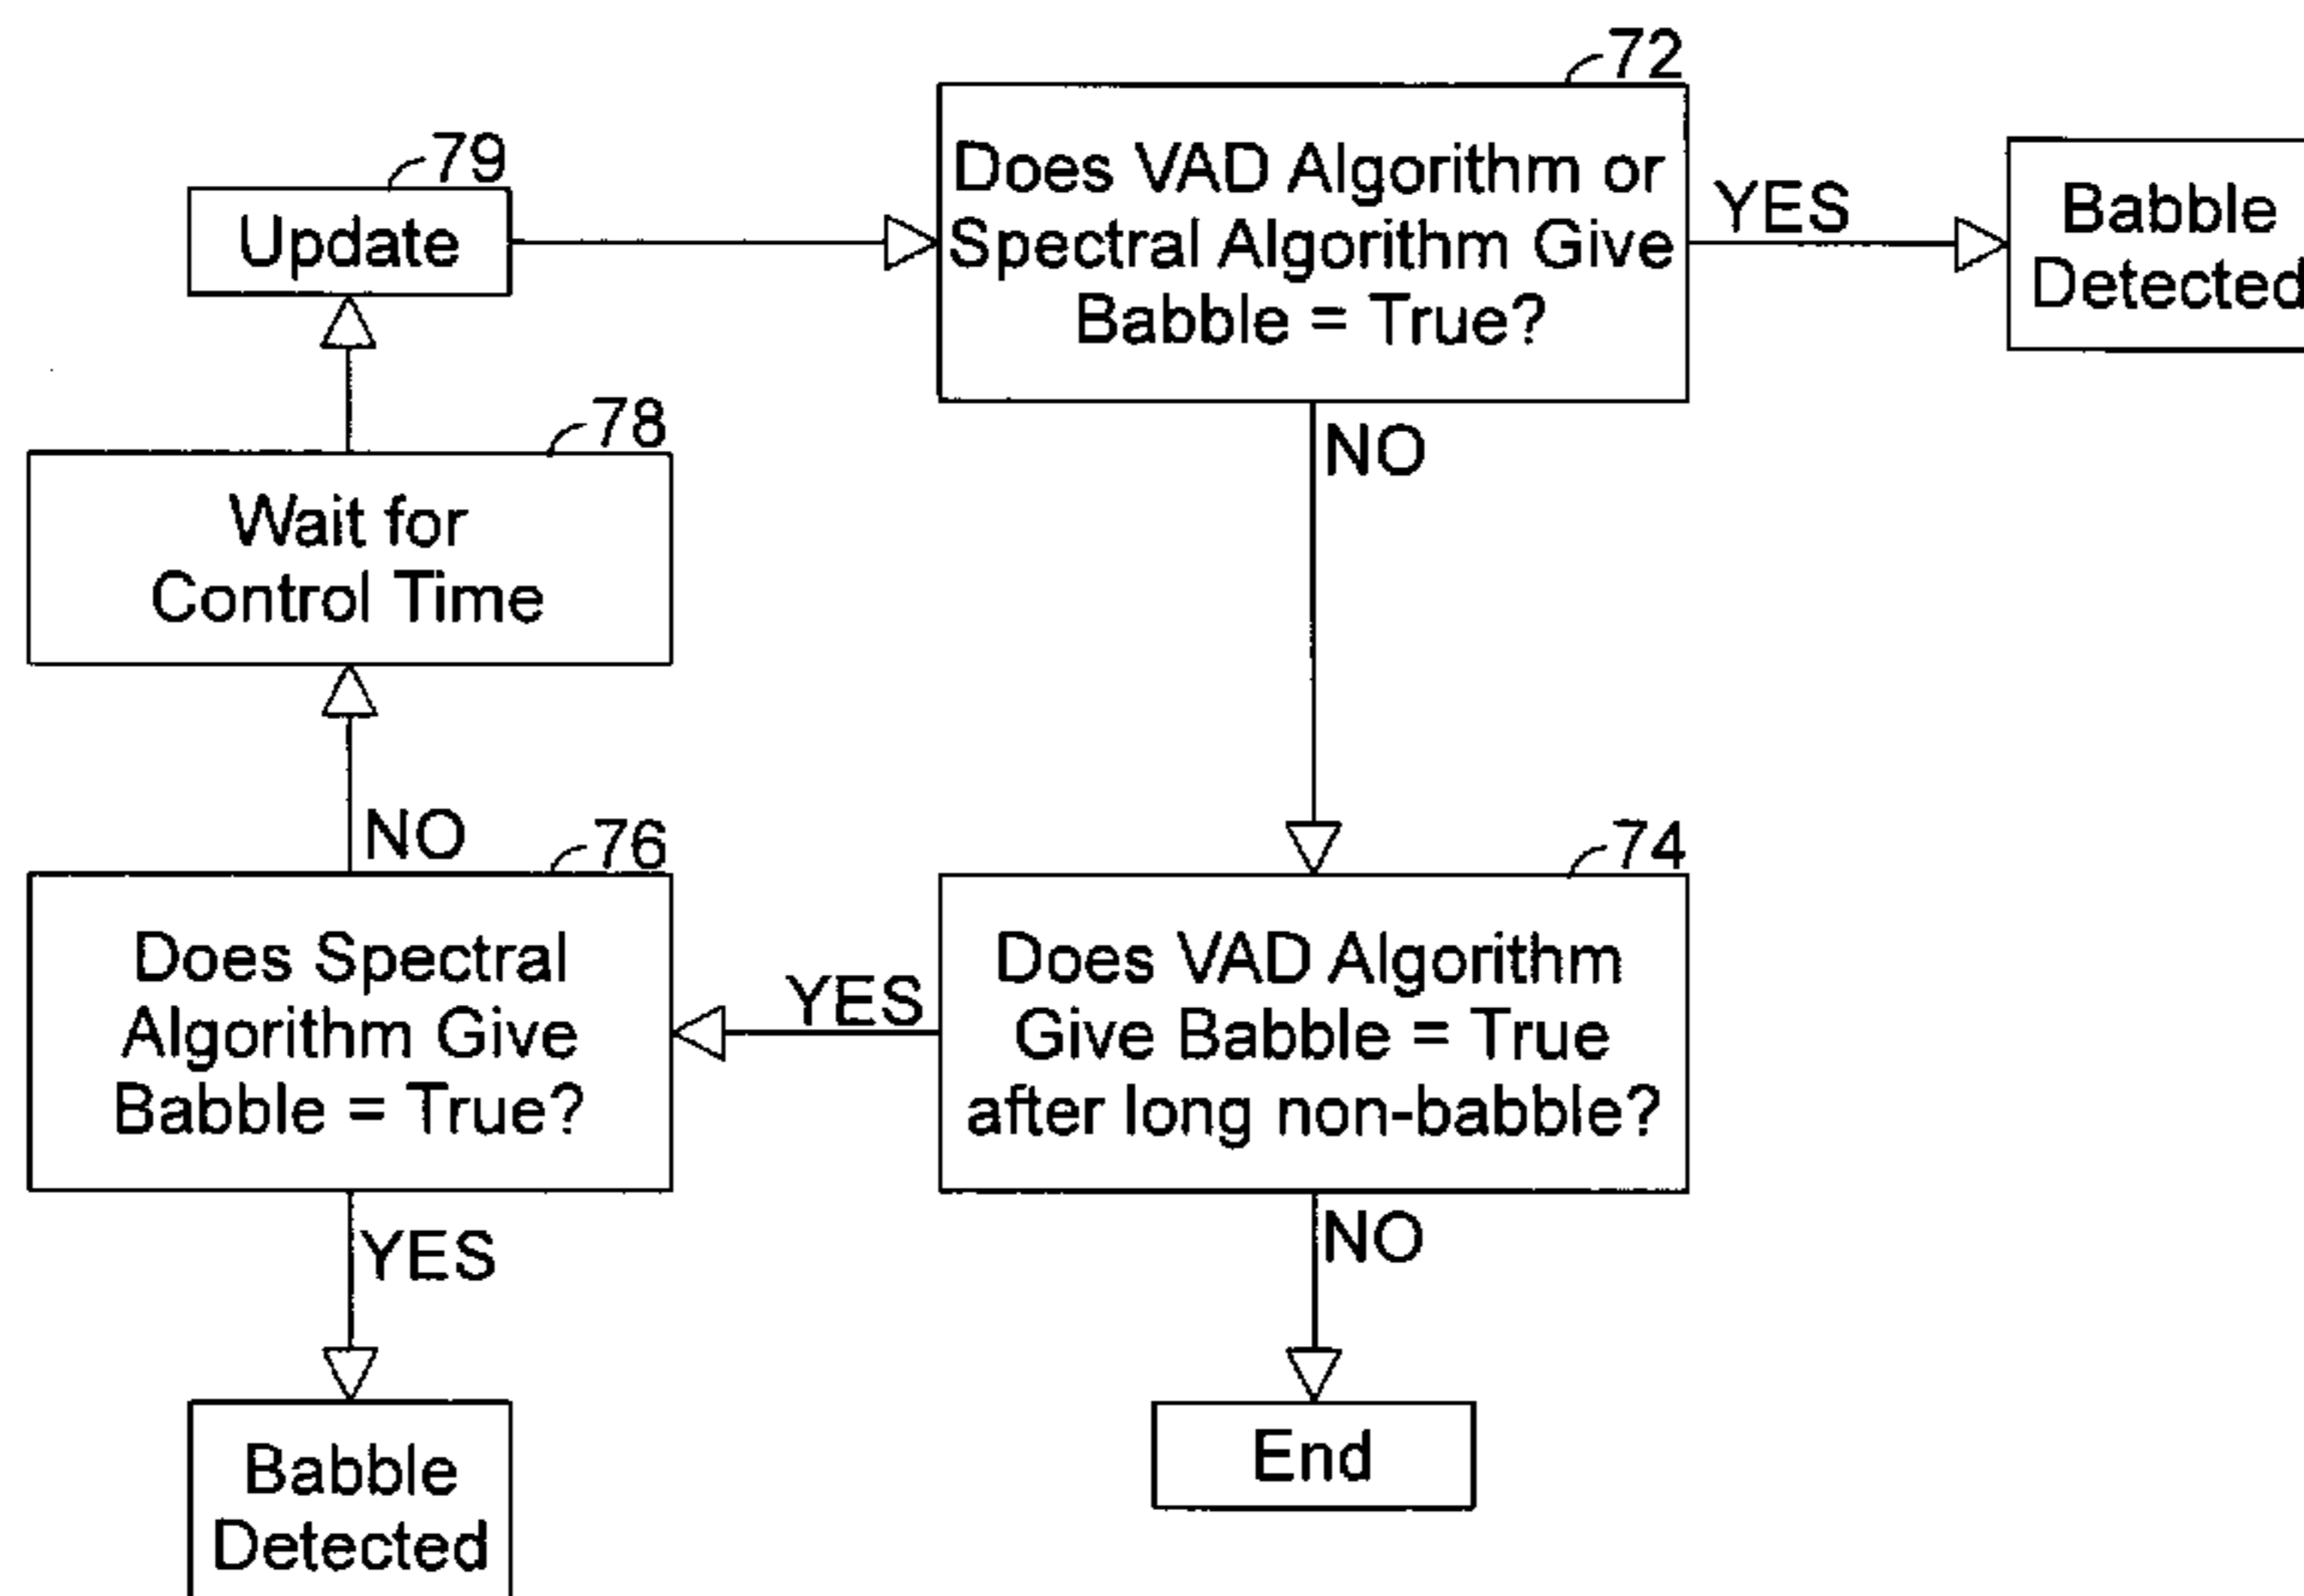 72
Does VAD Algorithm or
Spectral Algorithm Give
Babble = True?
YES
Babble
Detected
79
Update
NO
78
Wait for
Control Time
NO
76
Does Spectral
Algorithm Give
Babble = True?
YES
74
Does VAD Algorithm
Give Babble = True
after long non-babble?
YES
NO
Babble
Detected
End